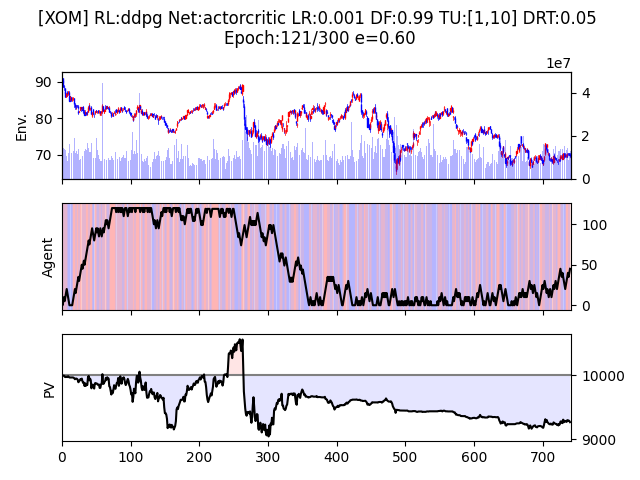 [XOM] RL:ddpg Net:actorcritic LR:0.001 DF:0.99 TU:[1,10] DRT:0.05
Epoch:121/300 e=0.60
1e7
90
80
70
Env.
4
2
0
Agent
100
50
0
PV
10000
9000
0 100 200 300 400 500 600 700